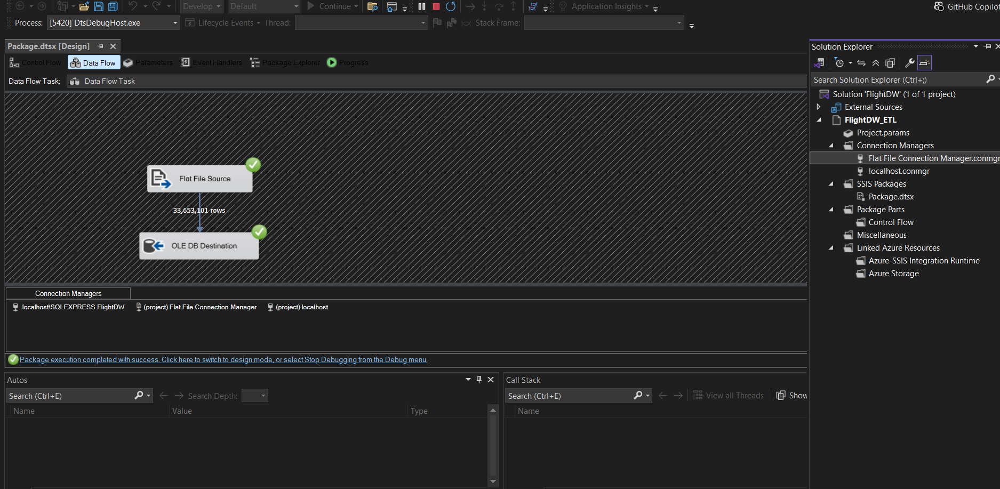 Develop
Default
Continue
Application Insights
GitHub Copilot
Process:
[5420] DtsDebugHost.exe
Lifecycle Events
Thread:
Stack Frame:
Package.dtsx [Design]
Control Flow
Data Flow
Parameters
Event Handlers
Package Explorer
Progress
Data Flow Task:
Data Flow Task
Flat File Source
33,653,101 rows
OLE DB Destination
Connection Managers
localhost\SQLEXPRESS.FlightDW
(project) Flat File Connection Manager
(project) localhost
Package execution completed with success. Click here to switch to design mode, or select Stop Debugging from the Debug menu.
Autos
Search (Ctrl+E)
Search Depth:
Name
Value
Type
Call Stack
Search (Ctrl+E)
View all Threads
Show
Name
Solution Explorer
Search Solution Explorer (Ctrl+;)
Solution 'FlightDW' (1 of 1 project)
External Sources
FlightDW_ETL
Project.params
Connection Managers
Flat File Connection Manager.conmgr
localhost.conmgr
SSIS Packages
Package.dtsx
Package Parts
Control Flow
Miscellaneous
Linked Azure Resources
Azure-SSIS Integration Runtime
Azure Storage